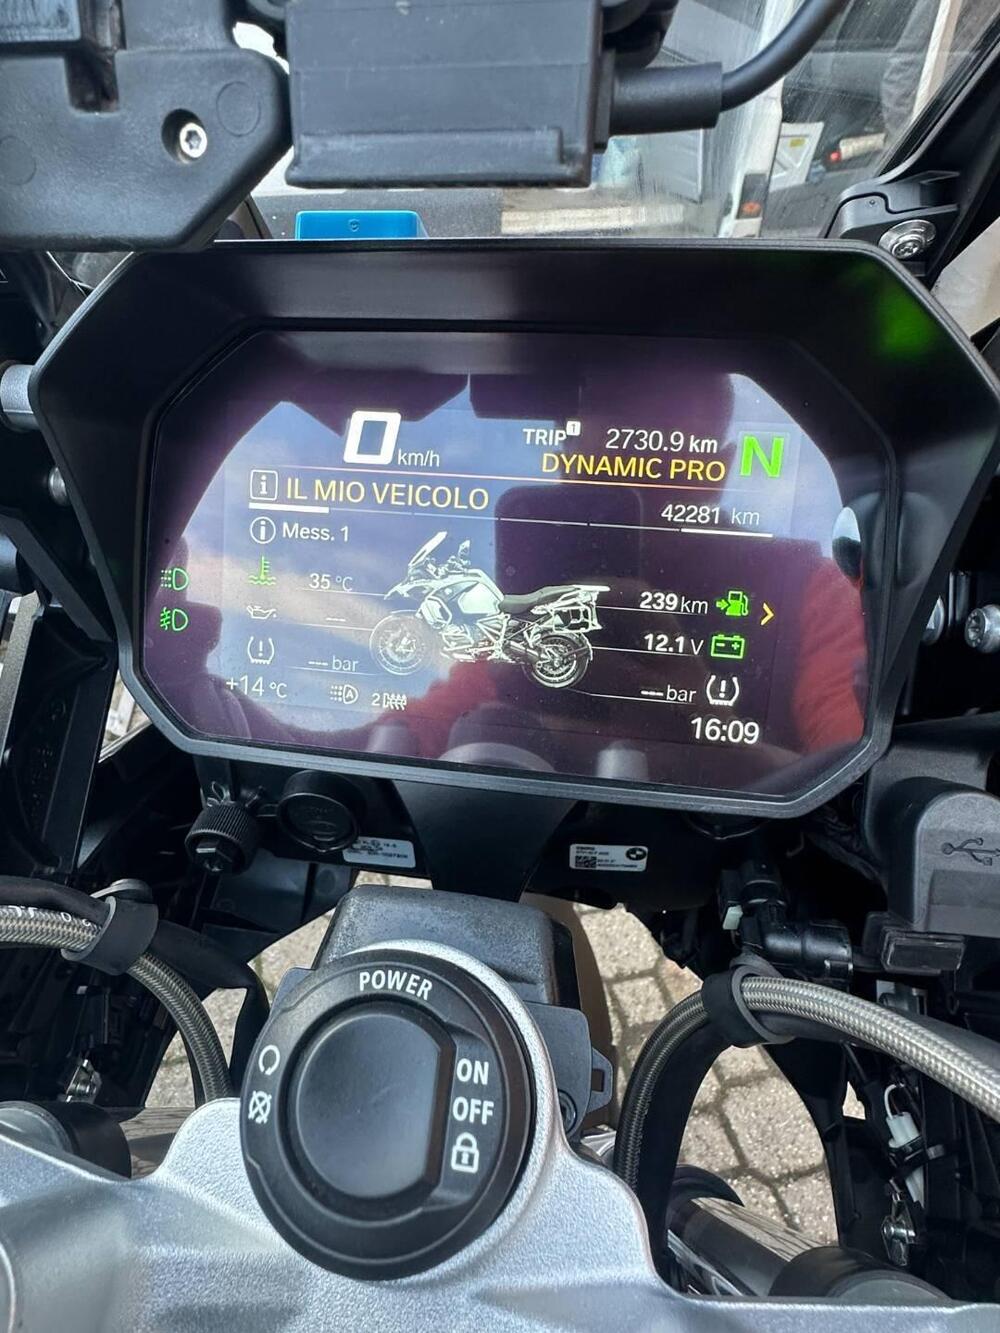 0 km/h
TRIP 1 2730.9 km
N
DYNAMIC PRO
i IL MIO VEICOLO
42281 km
i Mess. 1
35 °C
239 km
---
12.1 V
--- bar
--- bar
+14 °C
A
2
16:09
POWER
ON
OFF